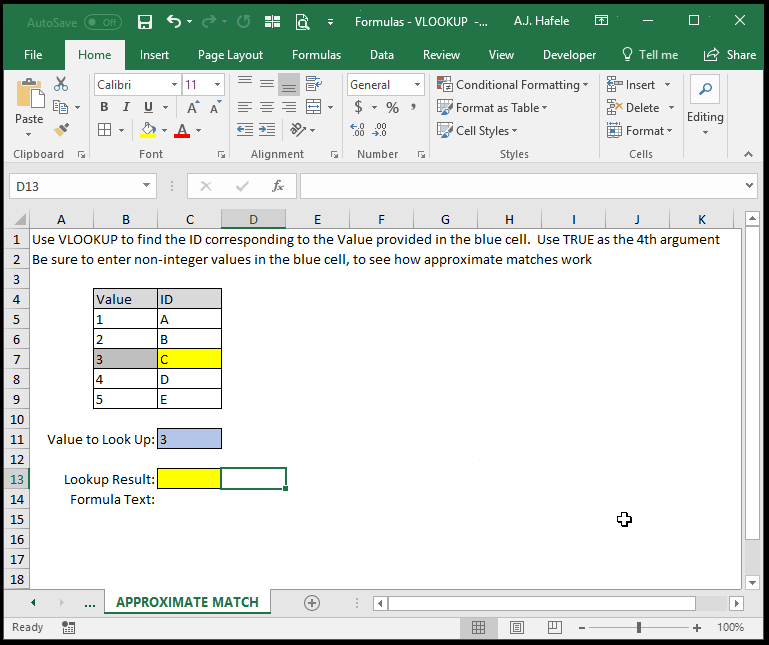 AutoSave Off Formulas - VLOOKUP -... A.J. Hafele
File Home Insert Page Layout Formulas Data Review View Developer Tell me Share
Calibri 11 General Conditional Formatting Insert
Paste B I U A A $ % , Format as Table Delete Editing
A Cell Styles Format
Clipboard Font Alignment Number Styles Cells
D13 fx
A B C D E F G H I J K
1 Use VLOOKUP to find the ID corresponding to the Value provided in the blue cell. Use TRUE as the 4th argument
2 Be sure to enter non-integer values in the blue cell, to see how approximate matches work
3
4 Value ID
5 1 A
6 2 B
7 3 C
8 4 D
9 5 E
10
11 Value to Look Up: 3
12
13 Lookup Result:
14 Formula Text:
15
16
17
18
... APPROXIMATE MATCH
Ready 100%